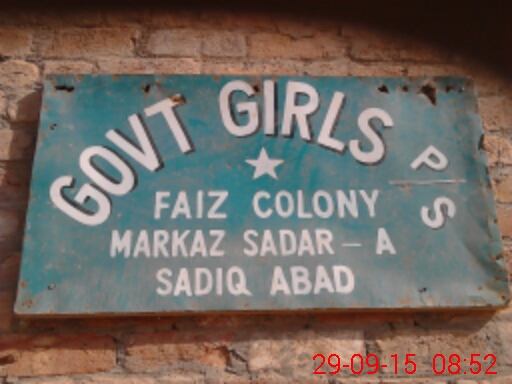 GOVT GIRLS P/S
FAIZ COLONY
MARKAZ SADAR – A
SADIQ ABAD
29-09-15 08:52